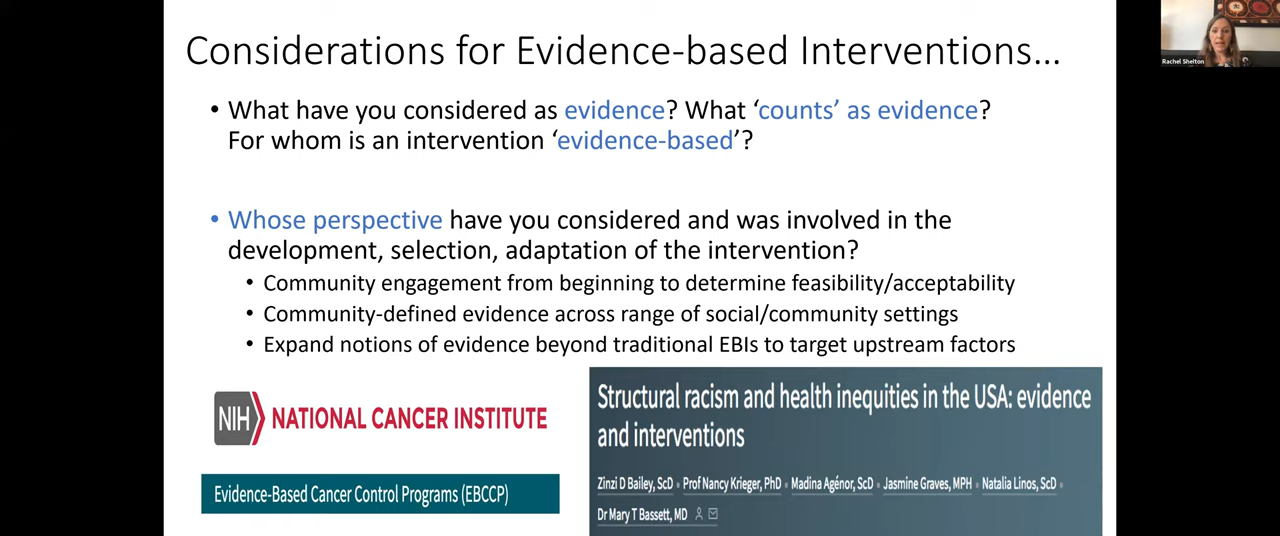 Considerations for Evidence-based Interventions...
• What have you considered as evidence? What ‘counts’ as evidence?
For whom is an intervention ‘evidence-based’?
• Whose perspective have you considered and was involved in the
development, selection, adaptation of the intervention?
• Community engagement from beginning to determine feasibility/acceptability
• Community-defined evidence across range of social/community settings
• Expand notions of evidence beyond traditional EBIs to target upstream factors
NIH NATIONAL CANCER INSTITUTE
Evidence-Based Cancer Control Programs (EBCCP)
Structural racism and health inequities in the USA: evidence
and interventions
Zinzi D Bailey, ScD • Prof Nancy Krieger, PhD • Madina Agénor, ScD • Jasmine Graves, MPH • Natalia Linos, ScD •
Dr Mary T Bassett, MD
Rachel Shelton